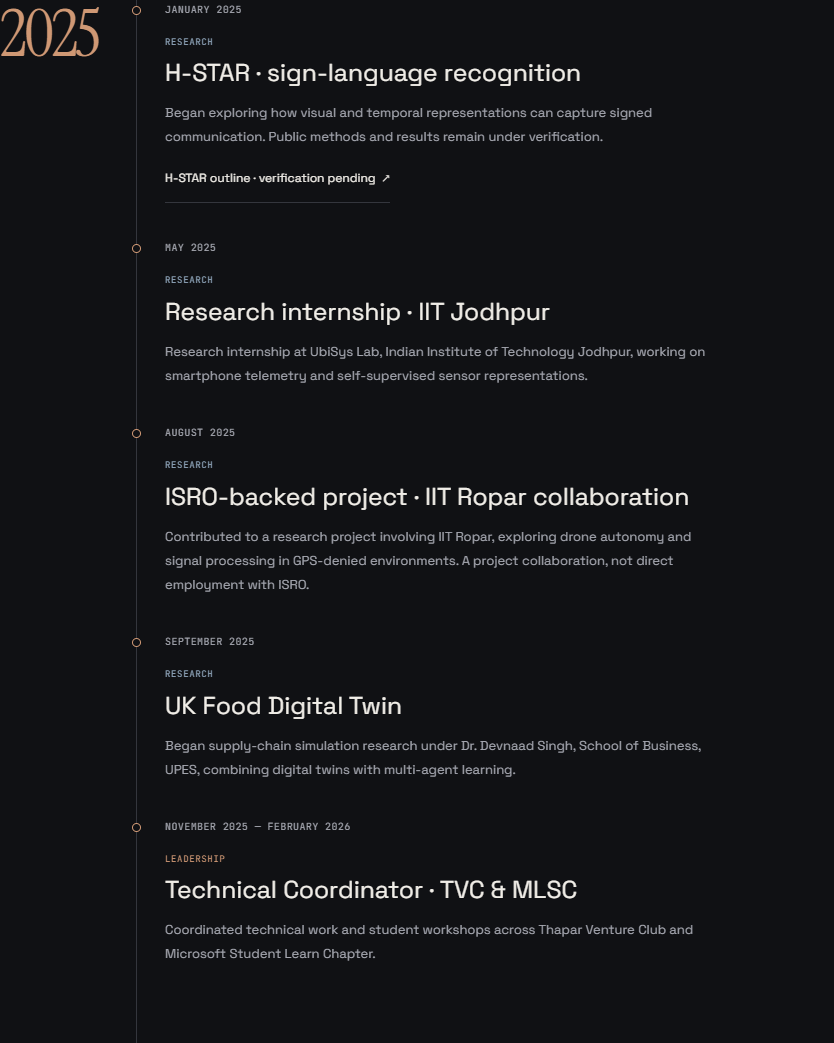 2025
JANUARY 2025
RESEARCH
H-STAR · sign-language recognition
Began exploring how visual and temporal representations can capture signed
communication. Public methods and results remain under verification.
H-STAR outline · verification pending ↗
MAY 2025
RESEARCH
Research internship · IIT Jodhpur
Research internship at UbiSys Lab, Indian Institute of Technology Jodhpur, working on
smartphone telemetry and self-supervised sensor representations.
AUGUST 2025
RESEARCH
ISRO-backed project · IIT Ropar collaboration
Contributed to a research project involving IIT Ropar, exploring drone autonomy and
signal processing in GPS-denied environments. A project collaboration, not direct
employment with ISRO.
SEPTEMBER 2025
RESEARCH
UK Food Digital Twin
Began supply-chain simulation research under Dr. Devnaad Singh, School of Business,
UPES, combining digital twins with multi-agent learning.
NOVEMBER 2025 — FEBRUARY 2026
LEADERSHIP
Technical Coordinator · TVC & MLSC
Coordinated technical work and student workshops across Thapar Venture Club and
Microsoft Student Learn Chapter.